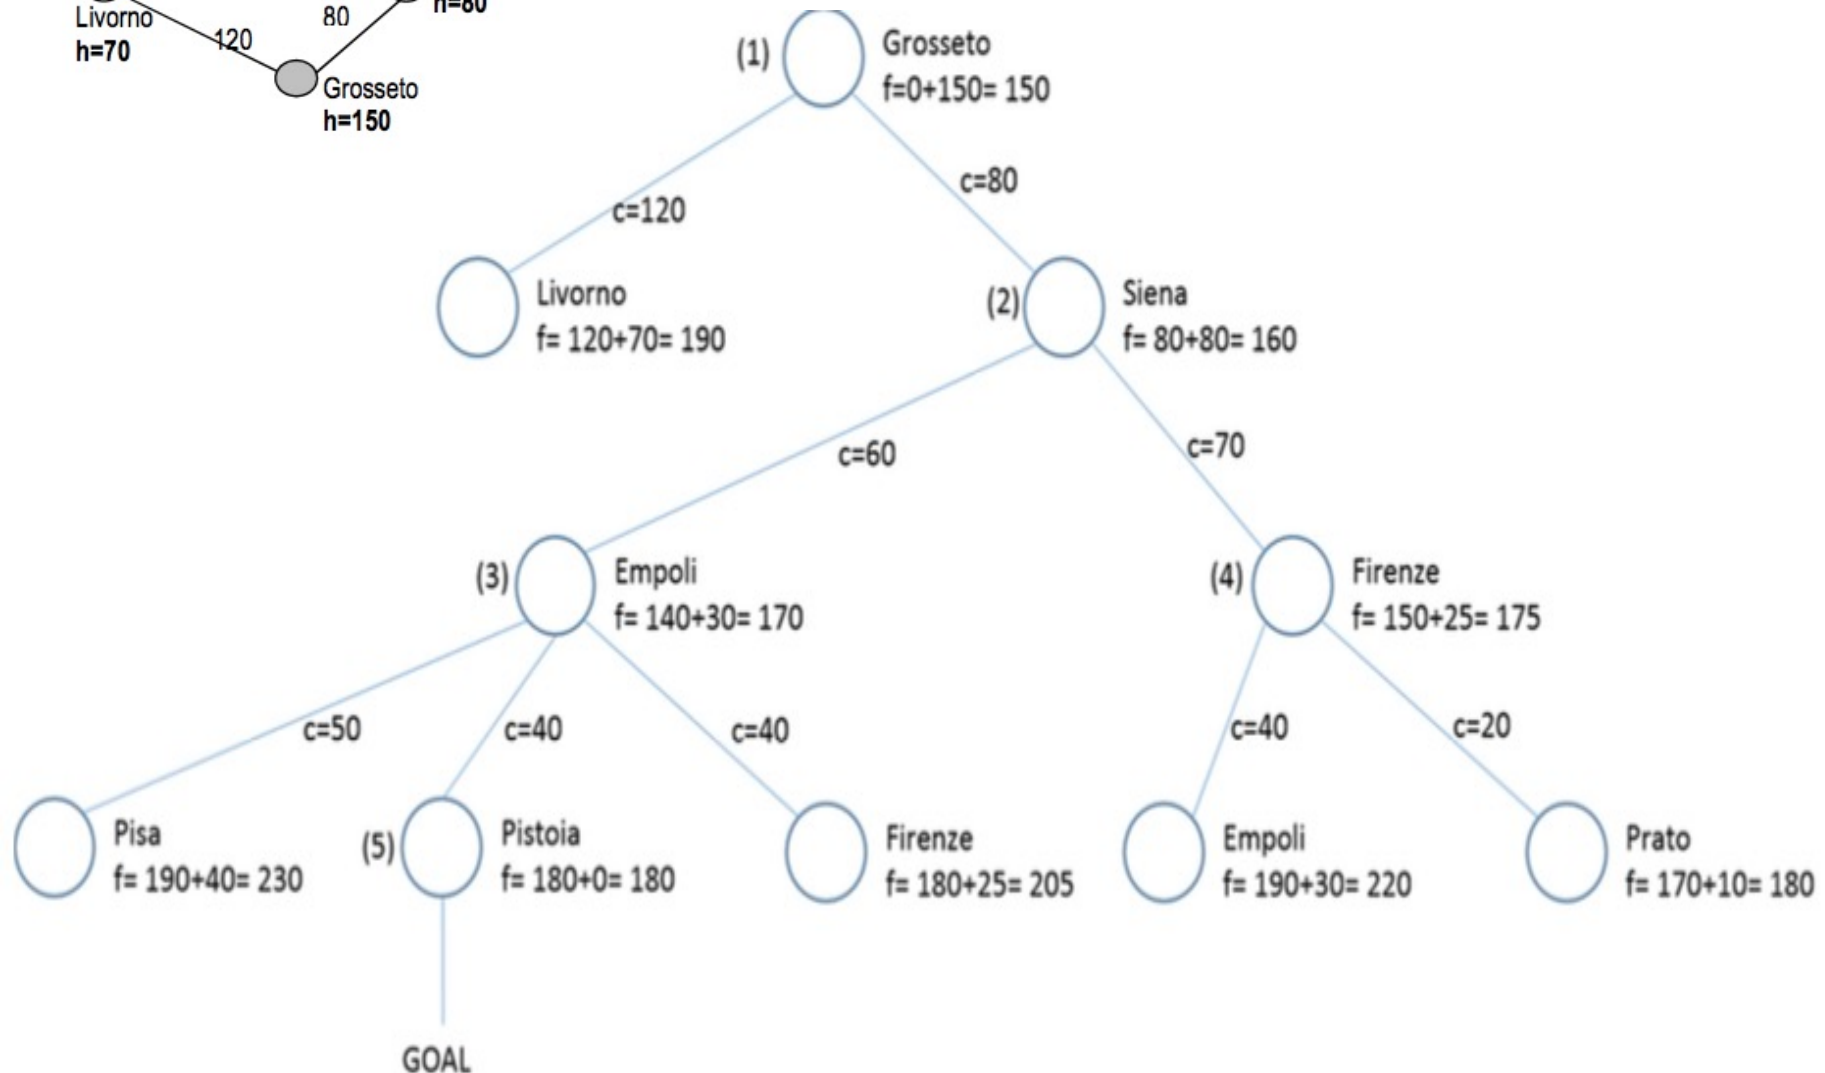 h=80
Livorno
h=70
80
120
Grosseto
h=150
(1)
Grosseto
f=0+150= 150
c=120
c=80
Livorno
f= 120+70= 190
(2)
Siena
f= 80+80= 160
c=60
c=70
(3)
Empoli
f= 140+30= 170
(4)
Firenze
f= 150+25= 175
c=50
c=40
c=40
c=40
c=20
Pisa
f= 190+40= 230
(5)
Pistoia
f= 180+0= 180
Firenze
f= 180+25= 205
Empoli
f= 190+30= 220
Prato
f= 170+10= 180
GOAL